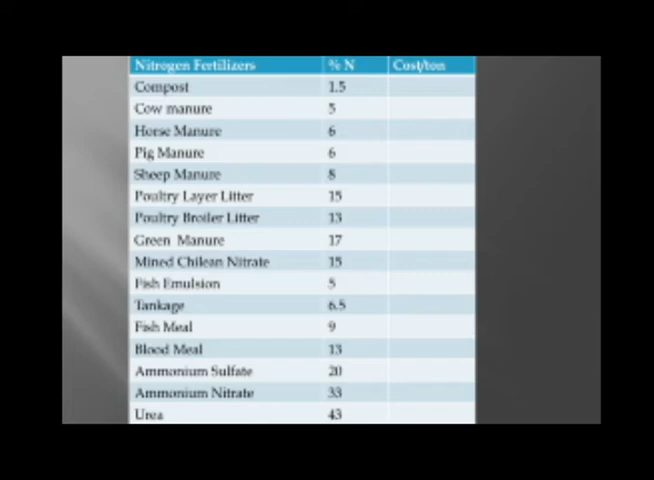 Nitrogen Fertilizers % N Cost/ton
Compost 1.5
Cow manure 5
Horse Manure 6
Pig Manure 6
Sheep Manure 8
Poultry Layer Litter 15
Poultry Broiler Litter 13
Green Manure 17
Mined Chilean Nitrate 15
Fish Emulsion 5
Tankage 6.5
Fish Meal 9
Blood Meal 13
Ammonium Sulfate 20
Ammonium Nitrate 33
Urea 43